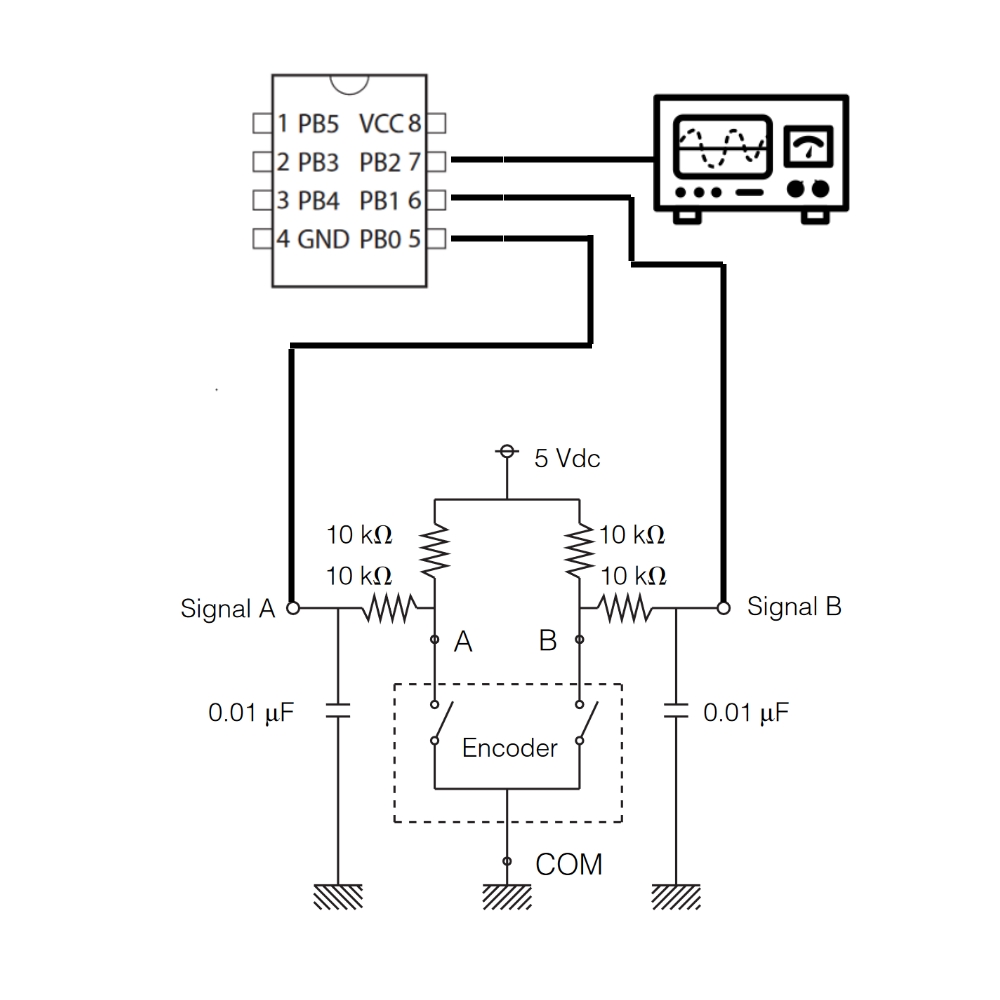 1 PB5 VCC 8
2 PB3 PB2 7
3 PB4 PB1 6
4 GND PB0 5
5 Vdc
10 kΩ 10 kΩ
10 kΩ 10 kΩ
Signal A Signal B
A B
0.01 µF 0.01 µF
Encoder
COM